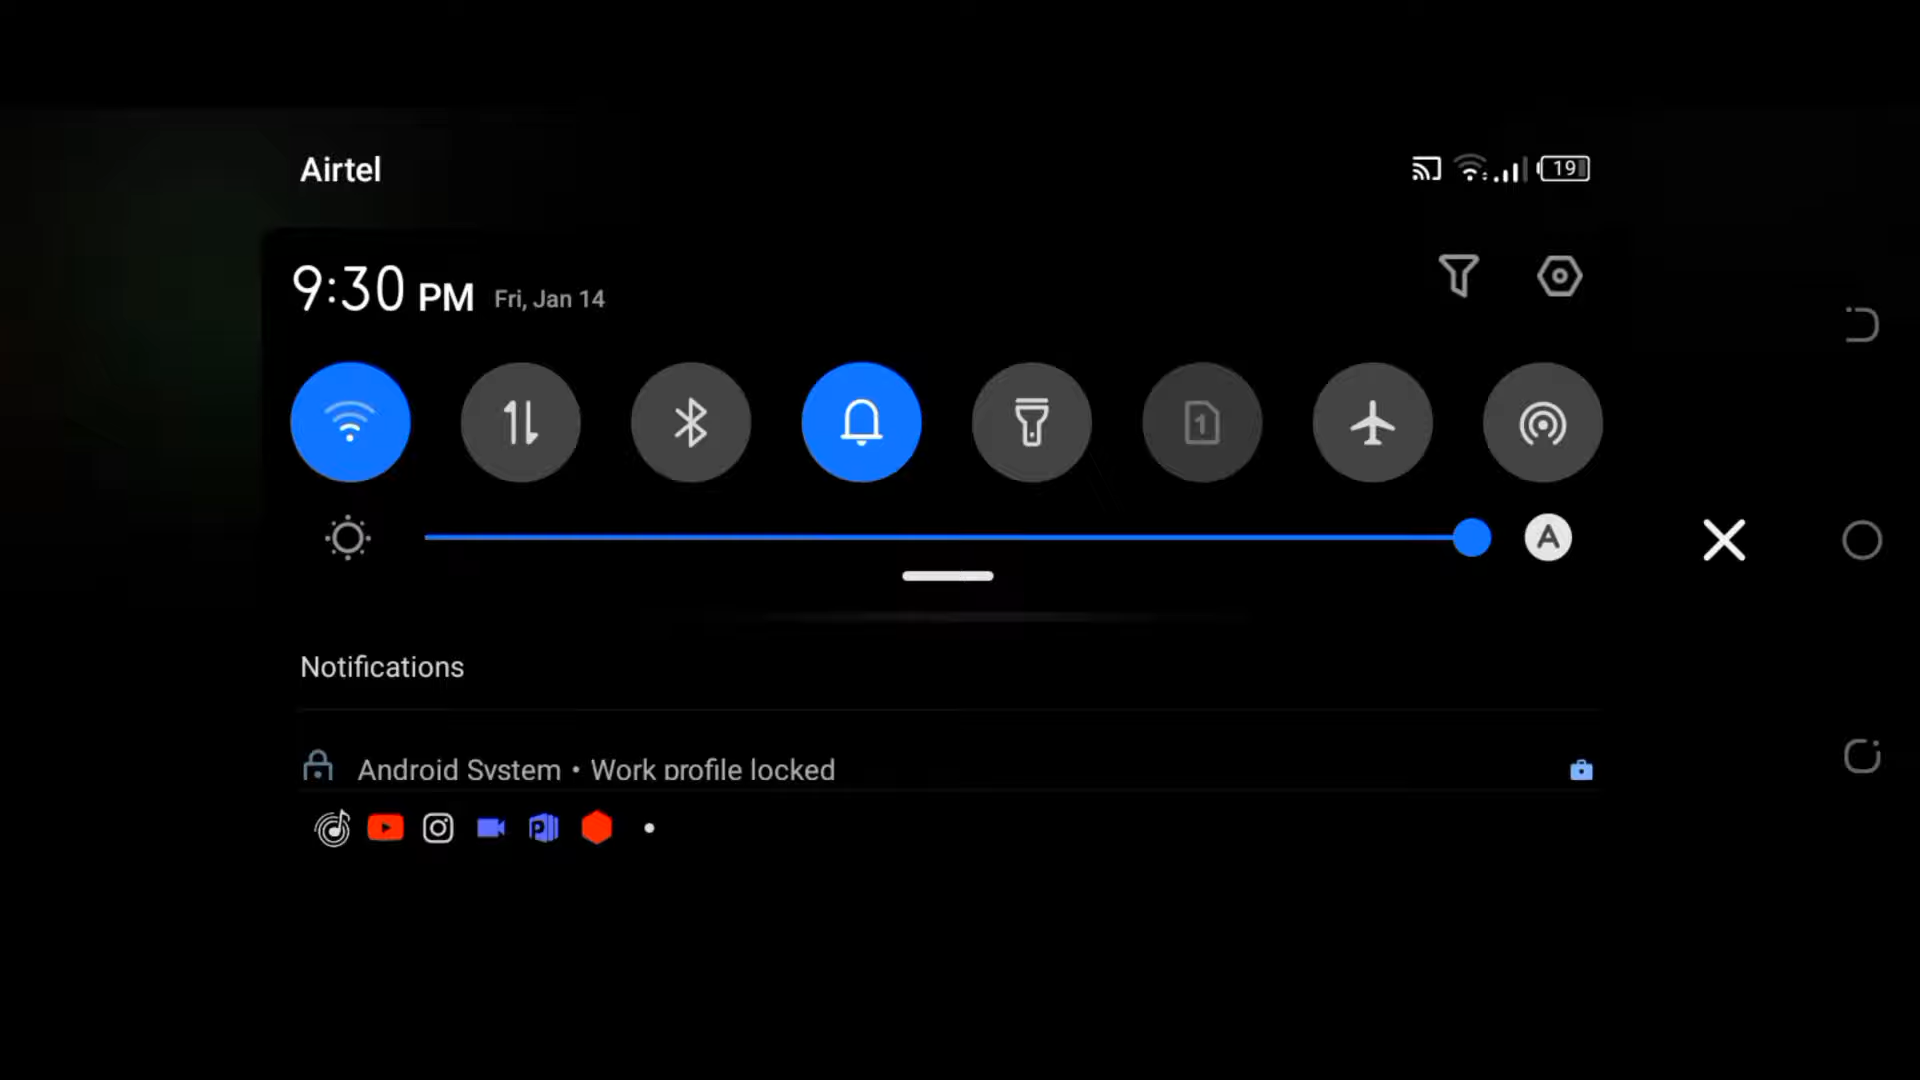 Airtel
19
9:30 PM Fri, Jan 14
1
A
Notifications
Android System • Work profile locked